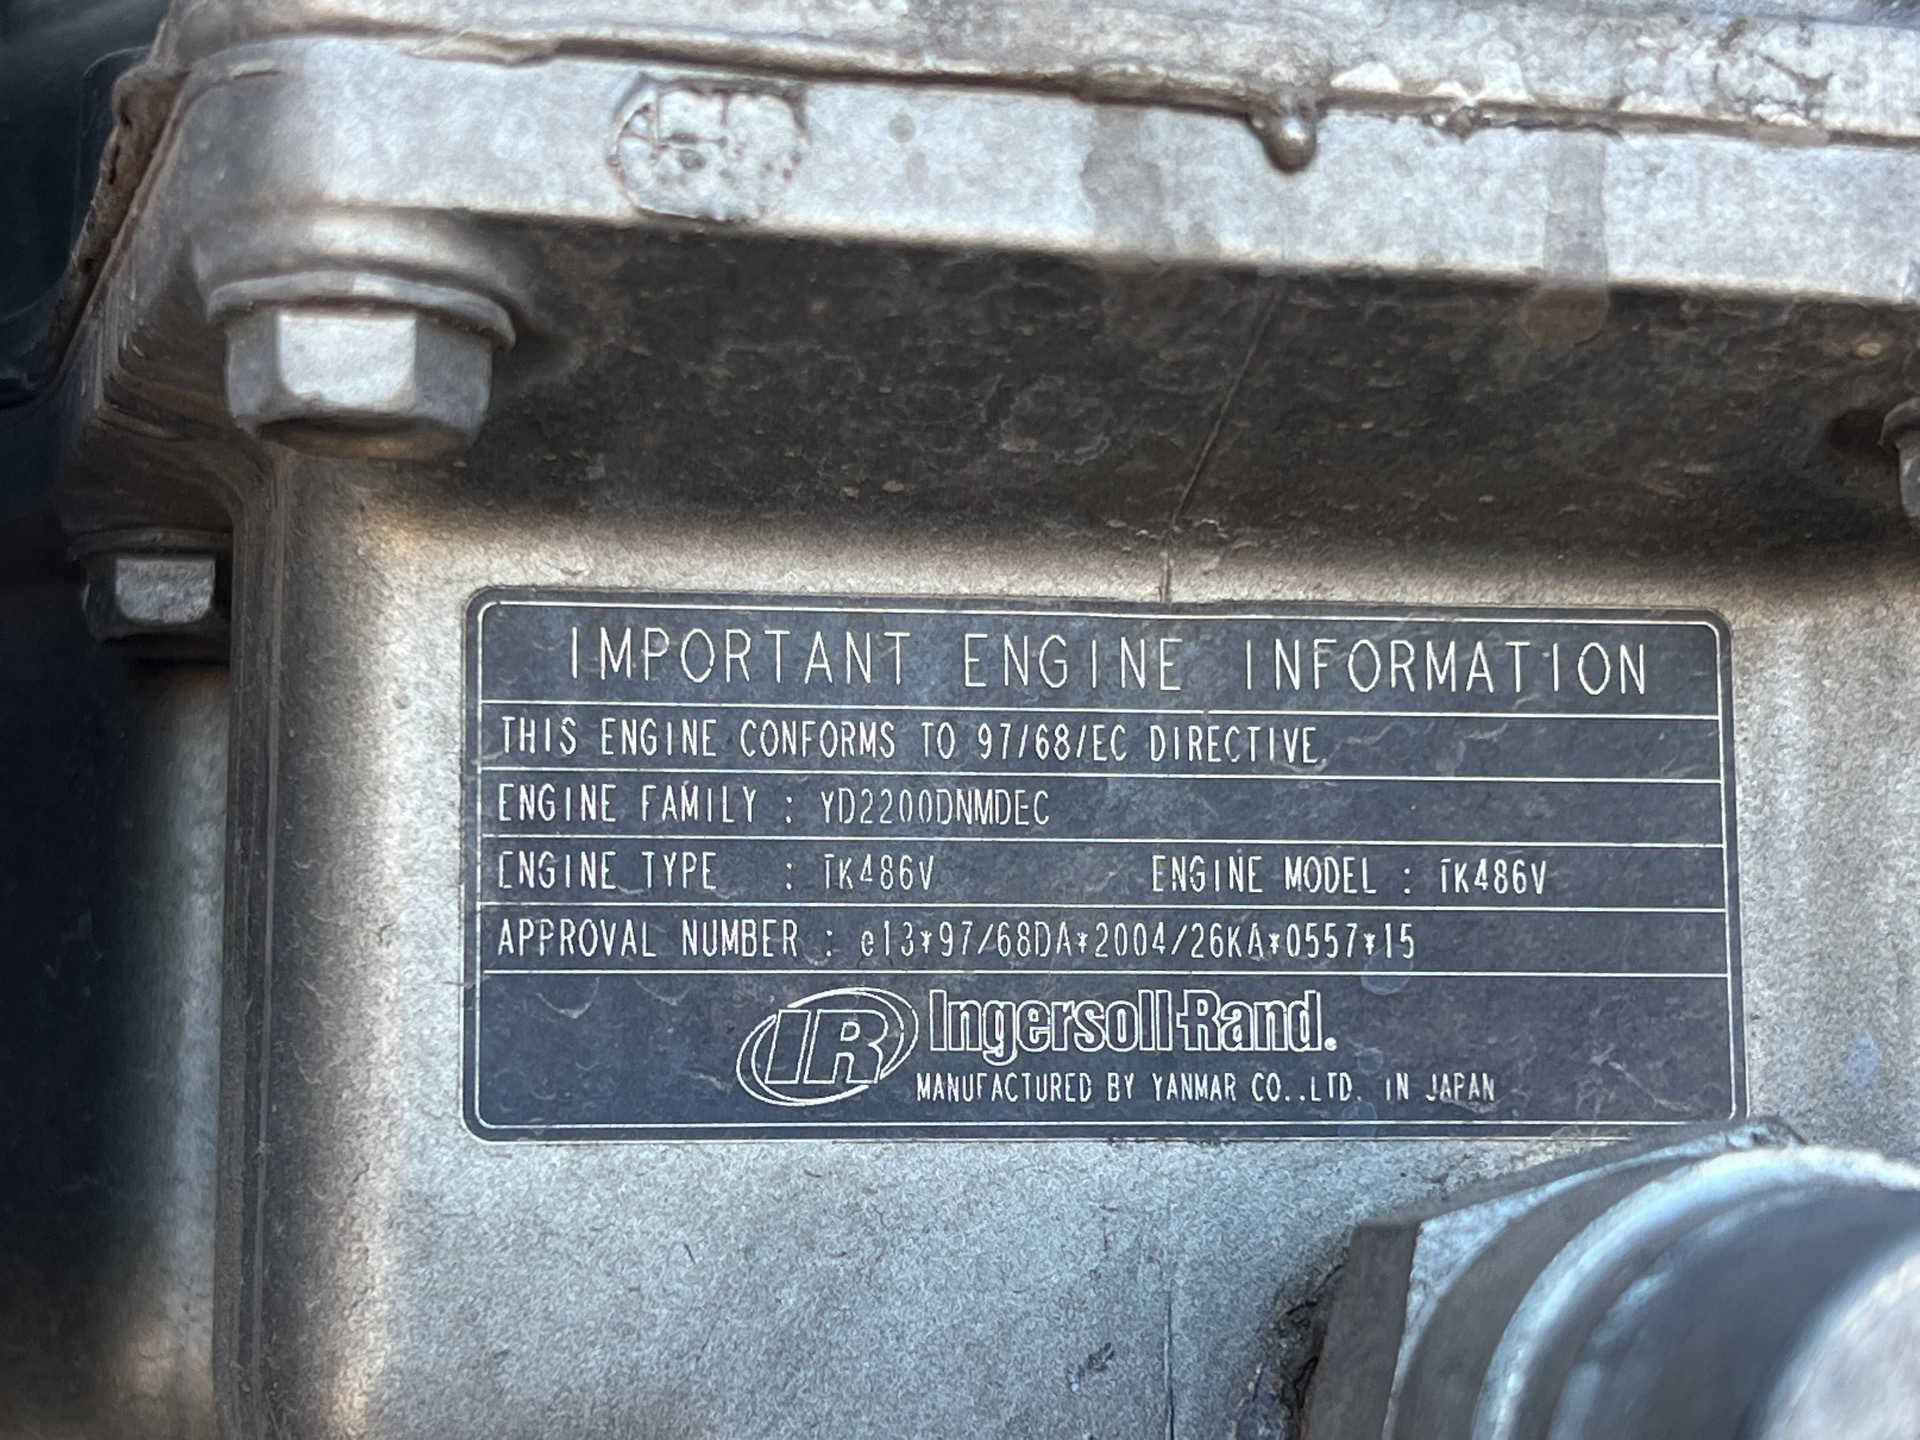 IMPORTANT ENGINE INFORMATION
THIS ENGINE CONFORMS TO 97/68/EC DIRECTIVE
ENGINE FAMILY : YD2200DNMDEC
ENGINE TYPE : TK486V ENGINE MODEL : TK486V
APPROVAL NUMBER : e13*97/68DA*2004/26KA*0557*15
IR Ingersoll-Rand.
MANUFACTURED BY YANMAR CO.,LTD. IN JAPAN